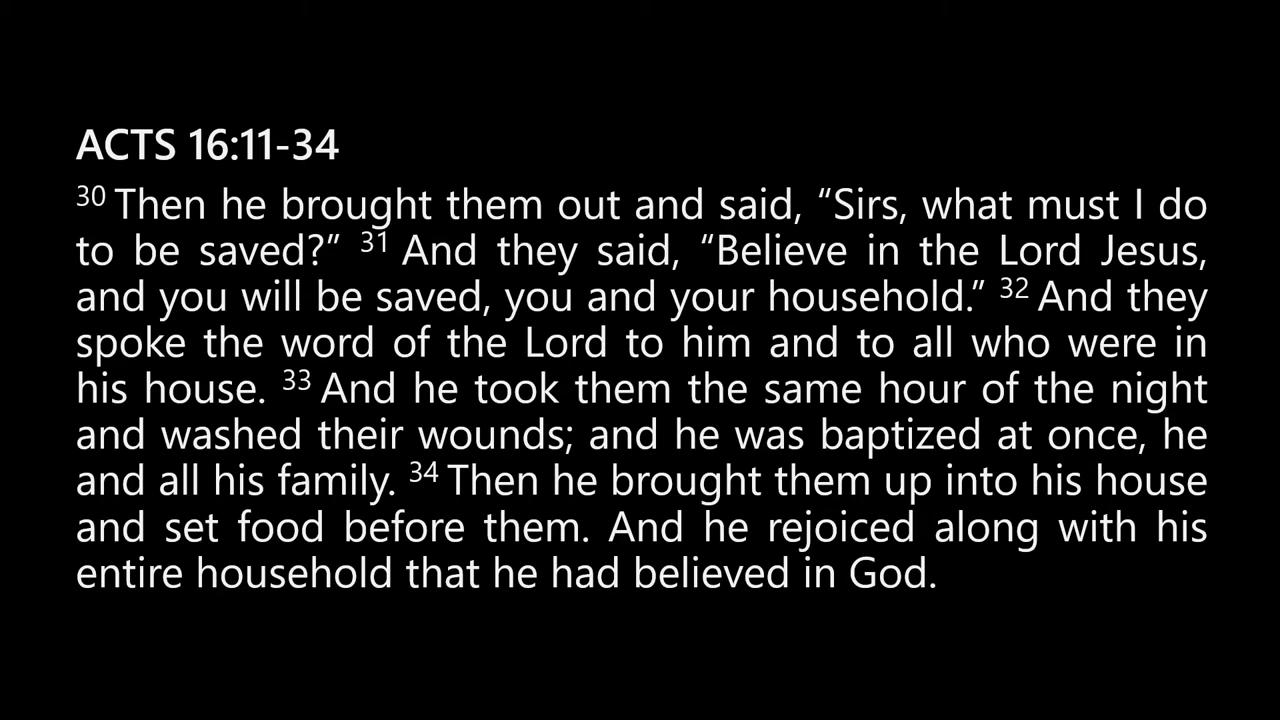 ACTS 16:11-34
30 Then he brought them out and said, “Sirs, what must I do
to be saved?” 31 And they said, “Believe in the Lord Jesus,
and you will be saved, you and your household.” 32 And they
spoke the word of the Lord to him and to all who were in
his house. 33 And he took them the same hour of the night
and washed their wounds; and he was baptized at once, he
and all his family. 34 Then he brought them up into his house
and set food before them. And he rejoiced along with his
entire household that he had believed in God.